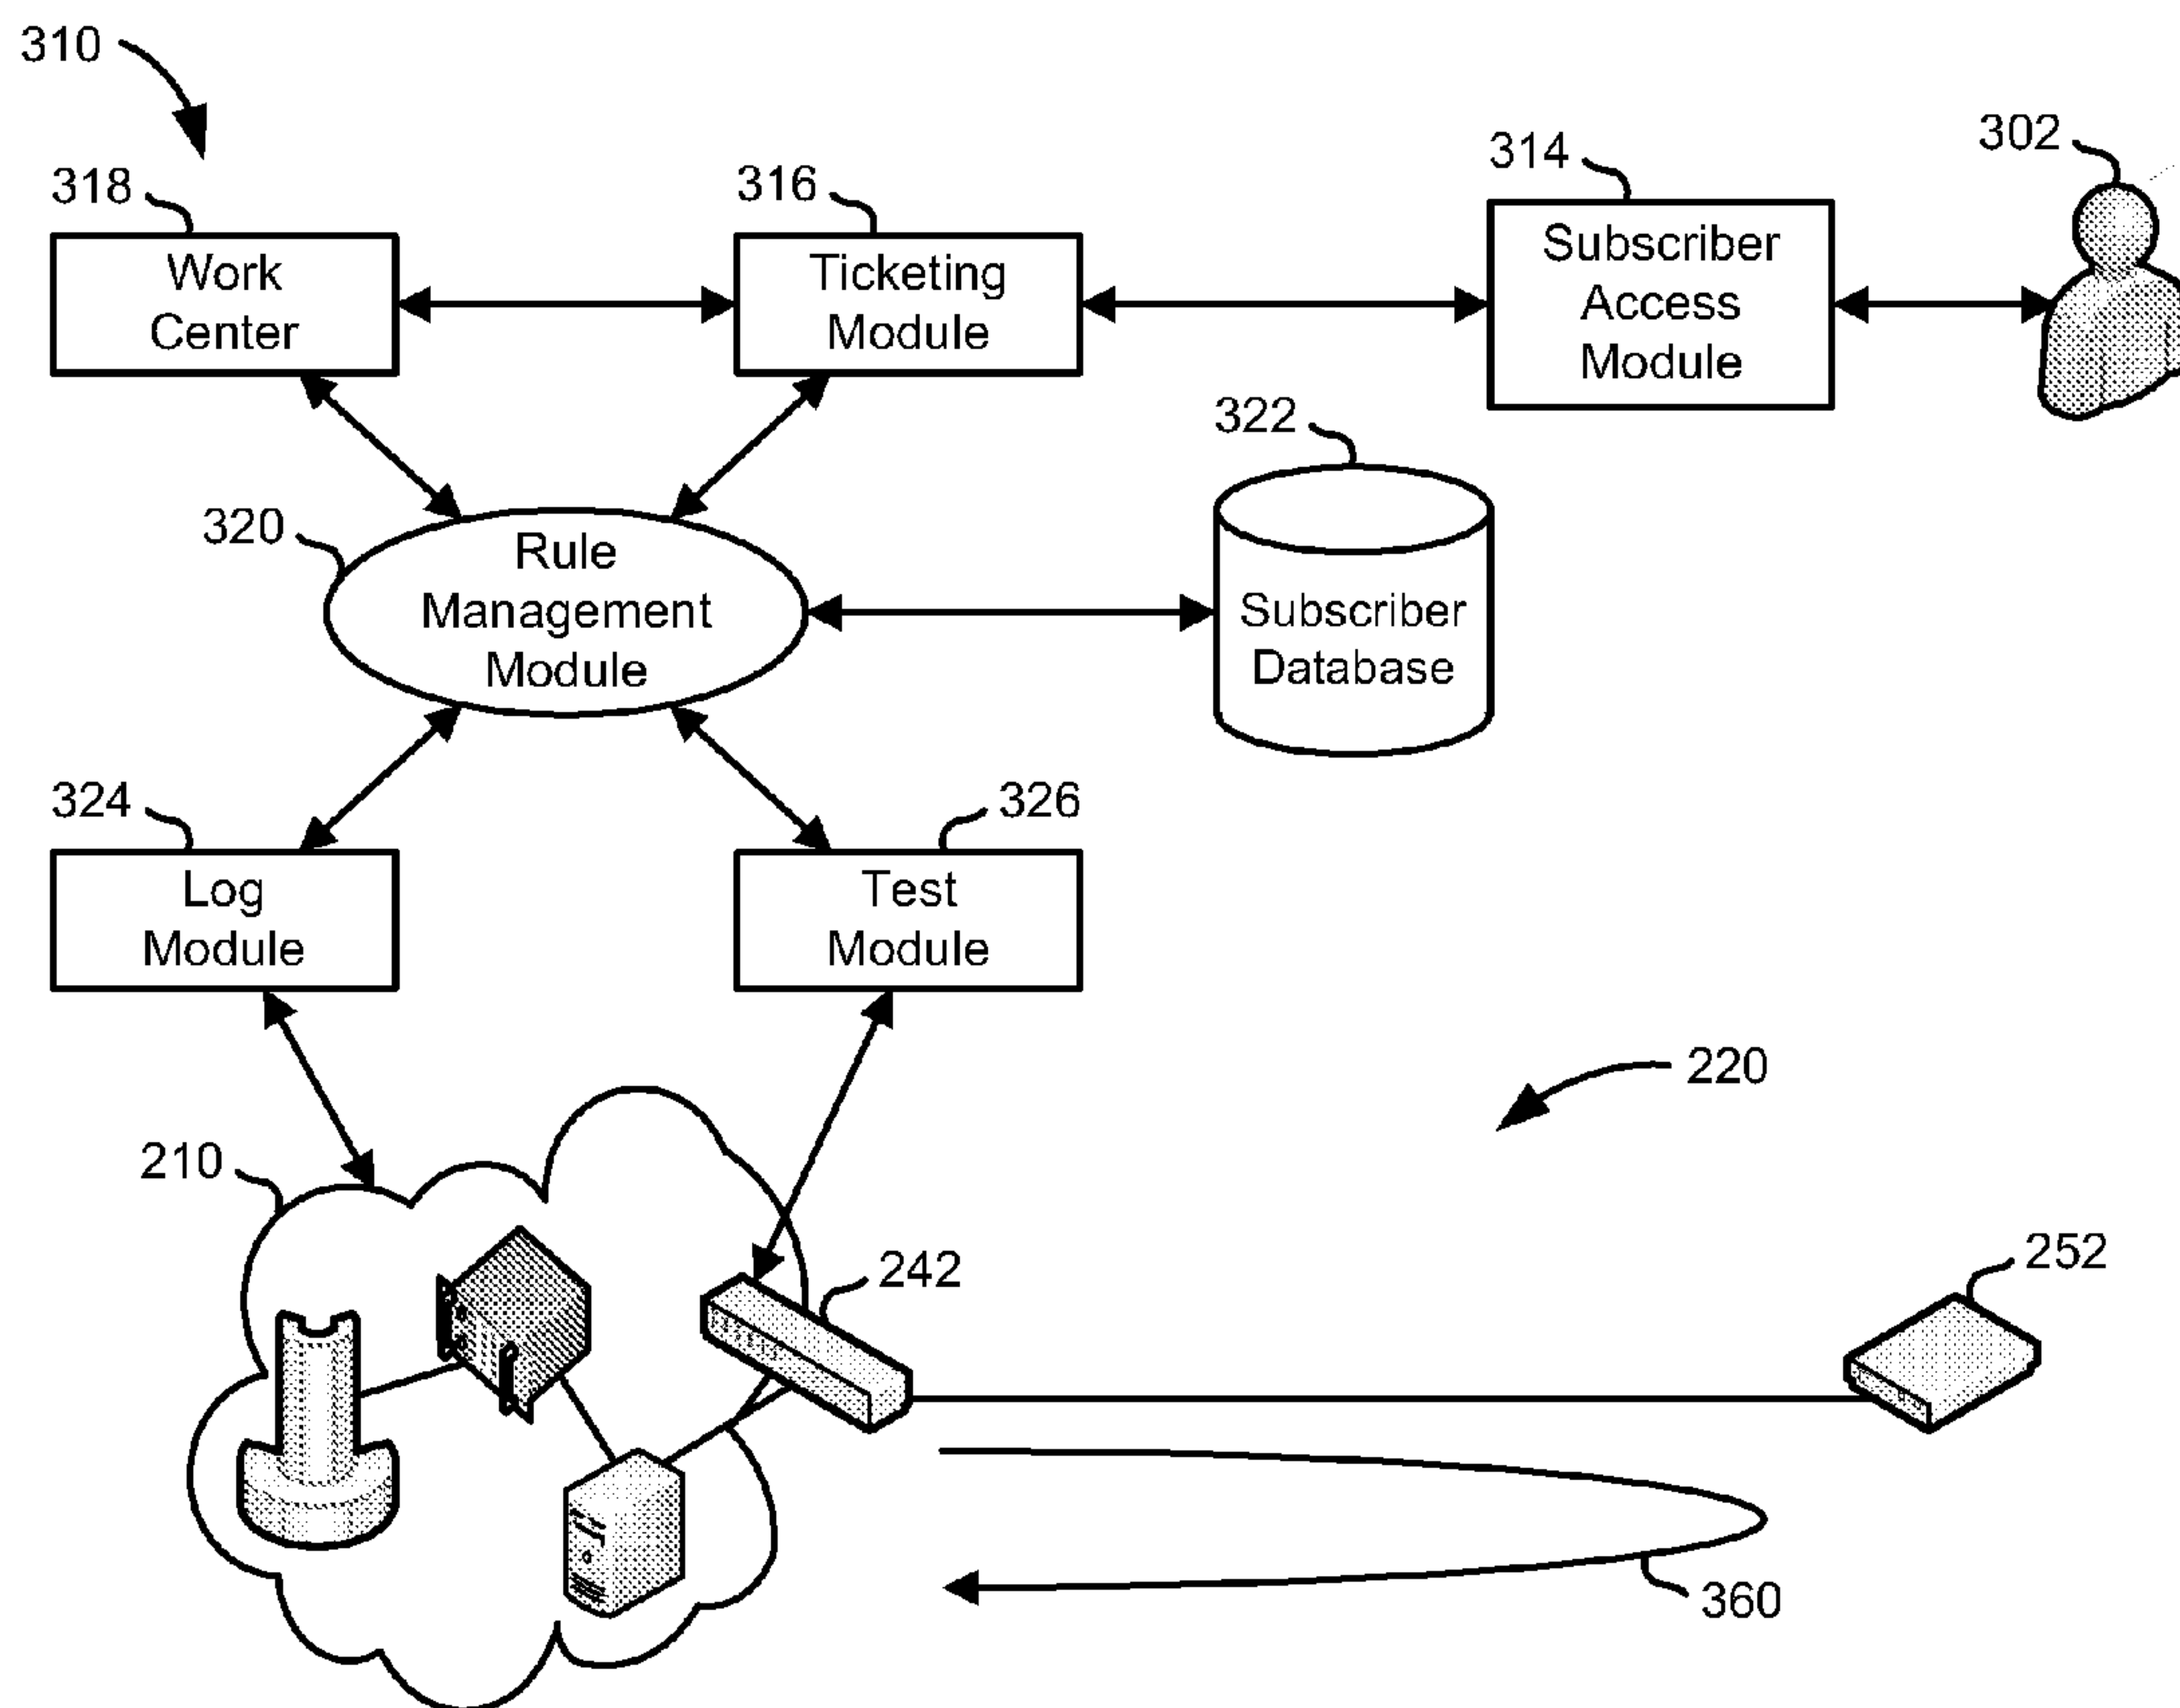 310
302
314
318
316
Work
Center
Ticketing
Module
Subscriber
Access
Module
322
320
Rule
Management
Module
Subscriber
Database
324
326
Log
Module
Test
Module
220
210
242
252
360